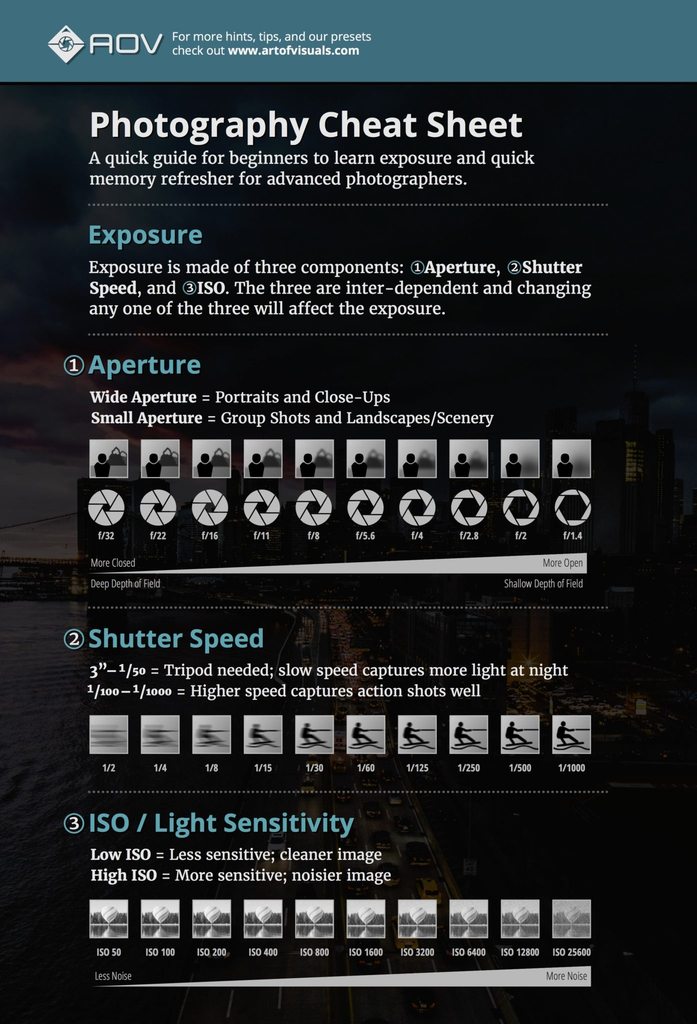 AOV
For more hints, tips, and our presets
check out www.artofvisuals.com
Photography Cheat Sheet
A quick guide for beginners to learn exposure and quick
memory refresher for advanced photographers.
Exposure
Exposure is made of three components: ①Aperture, ②Shutter
Speed, and ③ISO. The three are inter-dependent and changing
any one of the three will affect the exposure.
① Aperture
Wide Aperture = Portraits and Close-Ups
Small Aperture = Group Shots and Landscapes/Scenery
f/32 f/22 f/16 f/11 f/8 f/5.6 f/4 f/2.8 f/2 f/1.4
More Closed More Open
Deep Depth of Field Shallow Depth of Field
② Shutter Speed
3”–1/50 = Tripod needed; slow speed captures more light at night
1/100–1/1000 = Higher speed captures action shots well
1/2 1/4 1/8 1/15 1/30 1/60 1/125 1/250 1/500 1/1000
③ ISO / Light Sensitivity
Low ISO = Less sensitive; cleaner image
High ISO = More sensitive; noisier image
ISO 50 ISO 100 ISO 200 ISO 400 ISO 800 ISO 1600 ISO 3200 ISO 6400 ISO 12800 ISO 25600
Less Noise More Noise